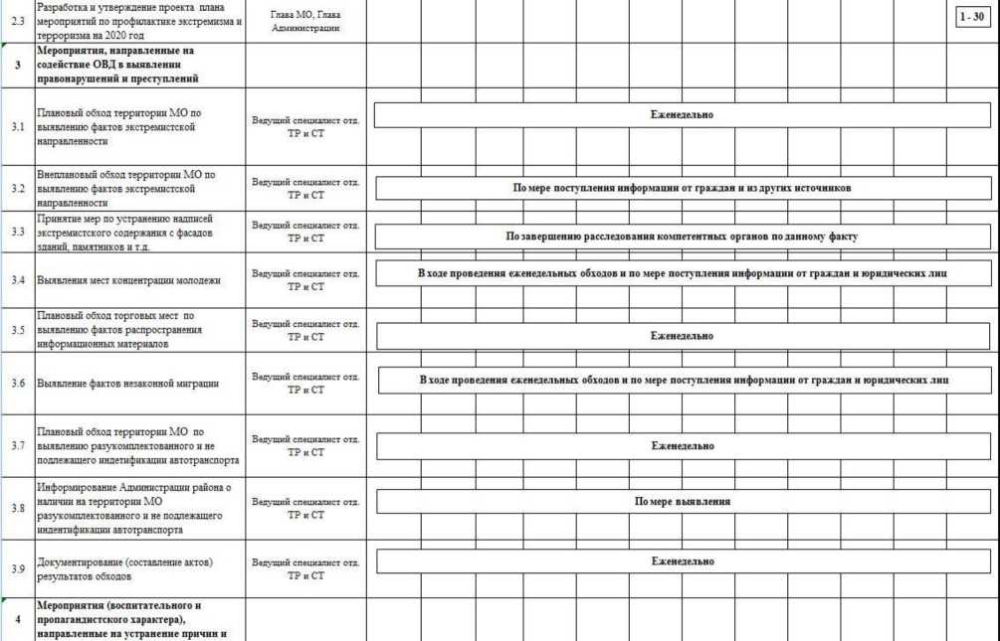 2.3
Разработка и утверждение проекта плана
мероприятий по профилактике экстремизма и
терроризма на 2020 год
Глава МО, Глава
Администрации
1 - 30
3
Мероприятия, направленные на
содействие ОВД в выявлении
правонарушений и преступлений
3.1
Плановый обход территории МО по
выявлению фактов экстремистской
направленности
Ведущий специалист отд.
ТР и СТ
Еженедельно
3.2
Внеплановый обход территории МО по
выявлению фактов экстремистской
направленности
Ведущий специалист отд.
ТР и СТ
По мере поступления информации от граждан и из других источников
3.3
Принятие мер по устранению надписей
экстремистского содержания с фасадов
зданий, памятников и т.д.
Ведущий специалист отд.
ТР и СТ
По завершению расследования компетентных органов по данному факту
3.4
Выявления мест концентрации молодежи
Ведущий специалист отд.
ТР и СТ
В ходе проведения еженедельных обходов и по мере поступления информации от граждан и юридических лиц
3.5
Плановый обход торговых мест по
выявлению фактов распространения
информационных материалов
Ведущий специалист отд.
ТР и СТ
Еженедельно
3.6
Выявление фактов незаконной миграции
Ведущий специалист отд.
ТР и СТ
В ходе проведения еженедельных обходов и по мере поступления информации от граждан и юридических лиц
3.7
Плановый обход территории МО по
выявлению разукомплектованного и не
подлежащего индетификации автотранспорта
Ведущий специалист отд.
ТР и СТ
Еженедельно
3.8
Информирование Администрации района о
наличии на территории МО
разукомплектованного и не подлежащего
индентификации автотранспорта
Ведущий специалист отд.
ТР и СТ
По мере выявления
3.9
Документирование (составление актов)
результатов обходов
Ведущий специалист отд.
ТР и СТ
Еженедельно
4
Мероприятия (воспитательного и
пропагандистского характера),
направленные на устранение причин и